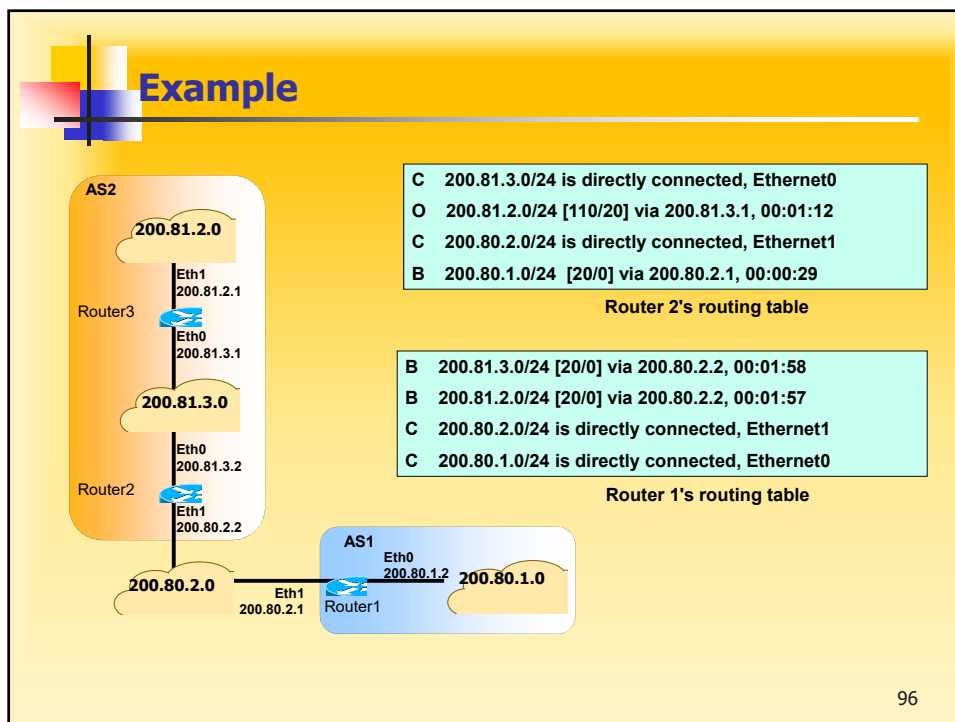 Example
AS2
200.81.2.0
Eth1
200.81.2.1
Router3
Eth0
200.81.3.1
200.81.3.0
Eth0
200.81.3.2
Router2
Eth1
200.80.2.2
200.80.2.0
Eth1
200.80.2.1
AS1
Eth0
200.80.1.2
Router1
200.80.1.0
C 200.81.3.0/24 is directly connected, Ethernet0
O 200.81.2.0/24 [110/20] via 200.81.3.1, 00:01:12
C 200.80.2.0/24 is directly connected, Ethernet1
B 200.80.1.0/24 [20/0] via 200.80.2.1, 00:00:29
Router 2's routing table
B 200.81.3.0/24 [20/0] via 200.80.2.2, 00:01:58
B 200.81.2.0/24 [20/0] via 200.80.2.2, 00:01:57
C 200.80.2.0/24 is directly connected, Ethernet1
C 200.80.1.0/24 is directly connected, Ethernet0
Router 1's routing table
96